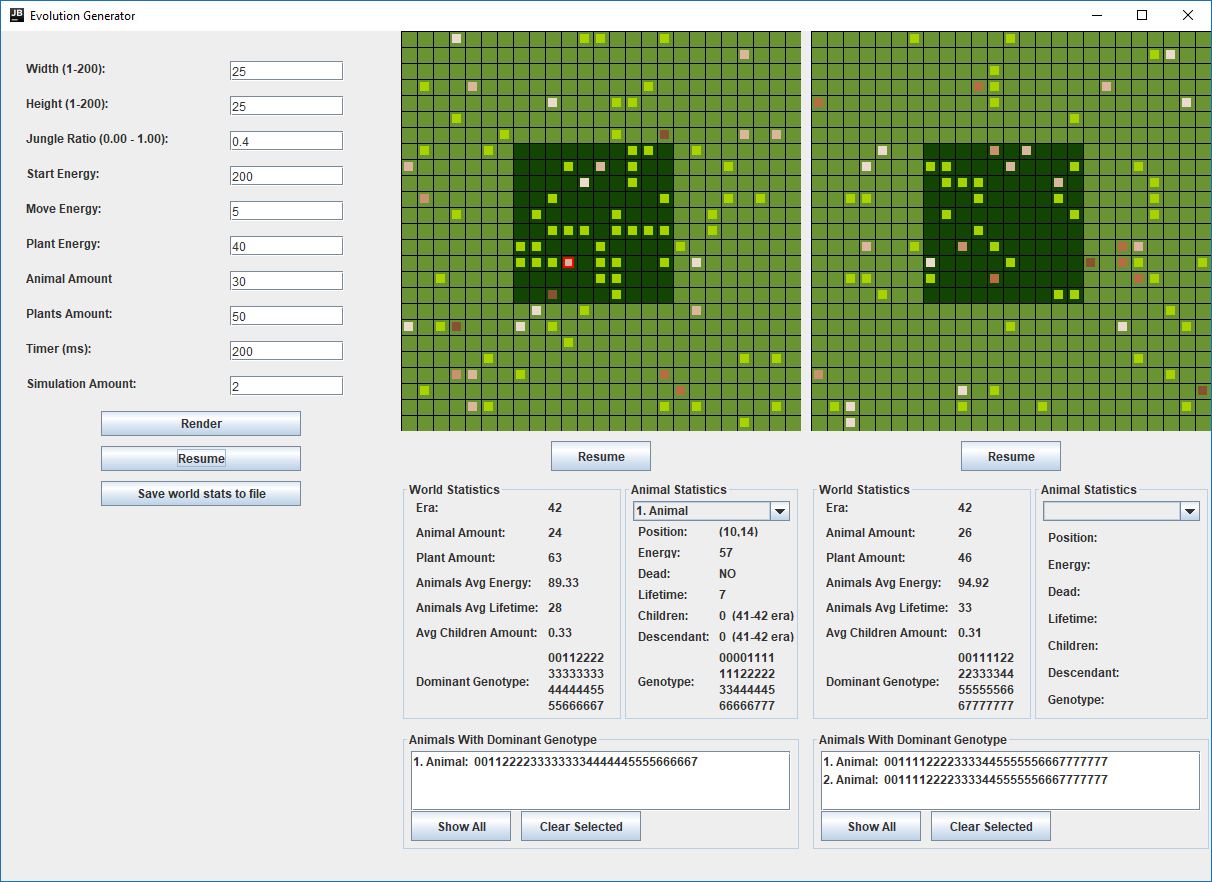 JB Evolution Generator
Width (1-200): 25
Height (1-200): 25
Jungle Ratio (0.00 - 1.00): 0.4
Start Energy: 200
Move Energy: 5
Plant Energy: 40
Animal Amount 30
Plants Amount: 50
Timer (ms): 200
Simulation Amount: 2
Render
Resume
Save world stats to file
Resume
World Statistics
Era: 42
Animal Amount: 24
Plant Amount: 63
Animals Avg Energy: 89.33
Animals Avg Lifetime: 28
Avg Children Amount: 0.33
Dominant Genotype:
00112222
33333333
44444455
55666667
Animal Statistics
1. Animal
Position: (10,14)
Energy: 57
Dead: NO
Lifetime: 7
Children: 0 (41-42 era)
Descendant: 0 (41-42 era)
Genotype:
00001111
11122222
33444445
66666777
Animals With Dominant Genotype
1. Animal: 00112222333333334444445555666667
Show All Clear Selected
Resume
World Statistics
Era: 42
Animal Amount: 26
Plant Amount: 46
Animals Avg Energy: 94.92
Animals Avg Lifetime: 33
Avg Children Amount: 0.31
Dominant Genotype:
00111122
22333344
55555566
67777777
Animal Statistics
Position:
Energy:
Dead:
Lifetime:
Children:
Descendant:
Genotype:
Animals With Dominant Genotype
1. Animal: 00111122223333445555556667777777
2. Animal: 00111122223333445555556667777777
Show All Clear Selected